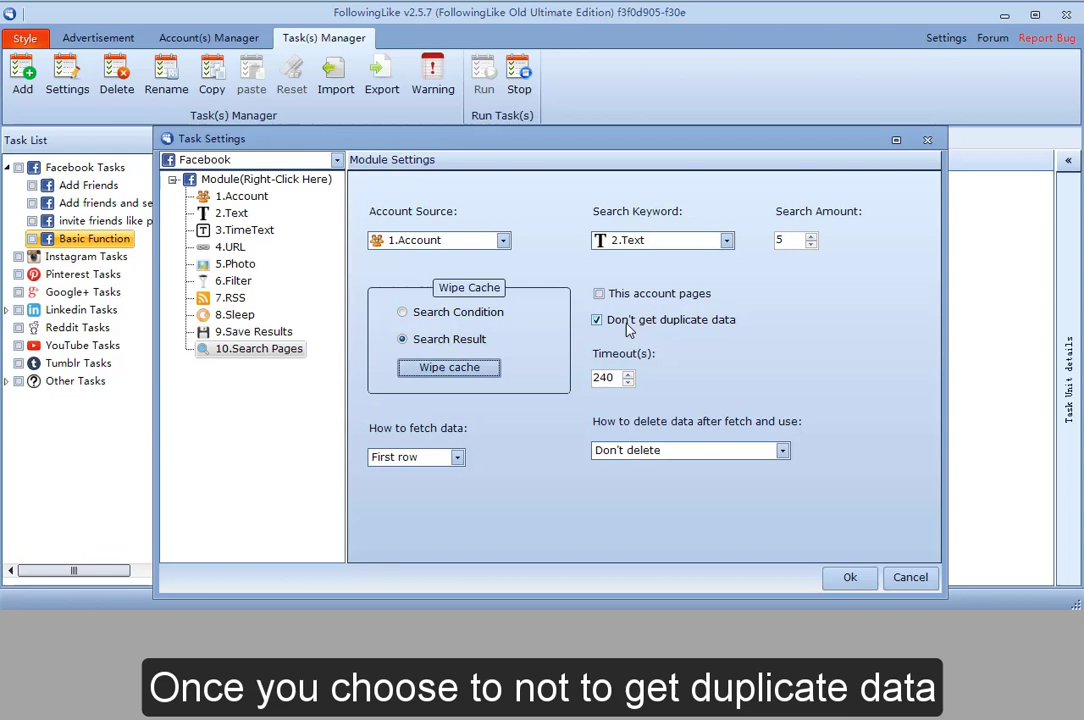 FollowingLike v2.5.7 (FollowingLike Old Ultimate Edition) f3f0d905-f30e
Style
Advertisement
Account(s) Manager
Task(s) Manager
Settings
Forum
Report Bug
Add
Settings
Delete
Rename
Copy
paste
Reset
Import
Export
Warning
Run
Stop
Task(s) Manager
Run Task(s)
Task List
Facebook Tasks
Add Friends
Add friends and se
invite friends like p
Basic Function
Instagram Tasks
Pinterest Tasks
Google+ Tasks
Linkedin Tasks
Reddit Tasks
YouTube Tasks
Tumblr Tasks
Other Tasks
Task Settings
Facebook
Module(Right-Click Here)
1.Account
2.Text
3.TimeText
4.URL
5.Photo
6.Filter
7.RSS
8.Sleep
9.Save Results
10.Search Pages
Module Settings
Account Source:
Search Keyword:
Search Amount:
1.Account
2.Text
5
Wipe Cache
Search Condition
Search Result
Wipe cache
This account pages
Don't get duplicate data
Timeout(s):
240
How to fetch data:
First row
How to delete data after fetch and use:
Don't delete
Ok
Cancel
«
Task Unit details
Once you choose to not to get duplicate data